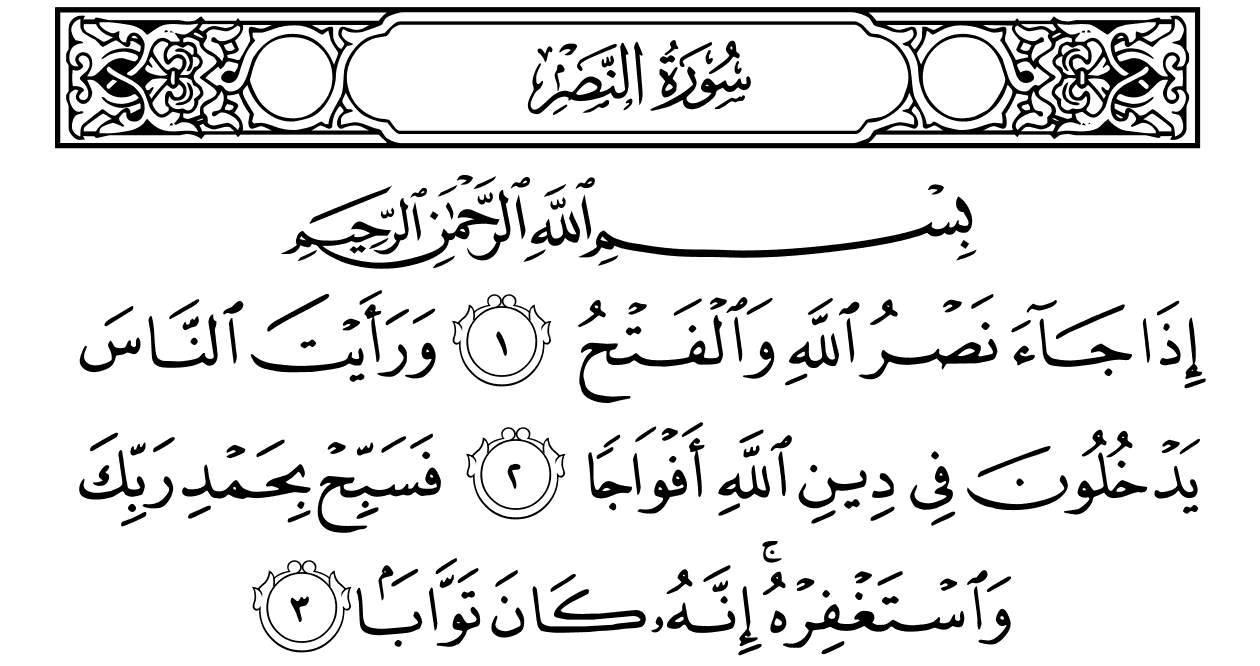 سُورَةُ النَّصْرِ
بِسْمِ ٱللَّهِ ٱلرَّحْمَٰنِ ٱلرَّحِيمِ
إِذَا جَآءَ نَصْرُ ٱللَّهِ وَٱلْفَتْحُ ١ وَرَأَيْتَ ٱلنَّاسَ
يَدْخُلُونَ فِى دِينِ ٱللَّهِ أَفْوَاجًا ٢ فَسَبِّحْ بِحَمْدِ رَبِّكَ
وَٱسْتَغْفِرْهُ ۚ إِنَّهُۥ كَانَ تَوَّابَۢا ٣